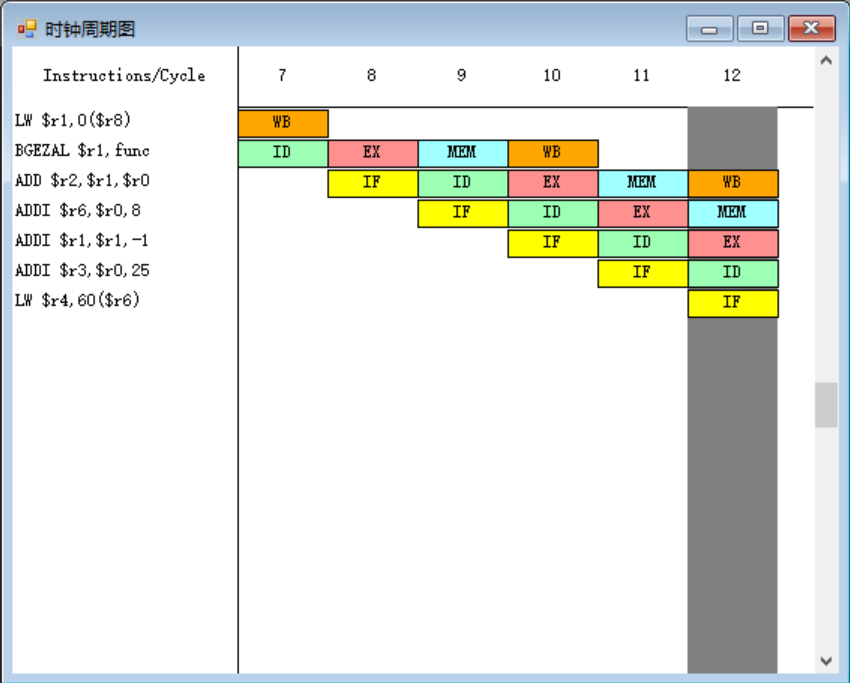 时钟周期图
Instructions/Cycle 7 8 9 10 11 12
LW $r1,0($r8) WB
BGEZAL $r1,func ID EX MEM WB
ADD $r2,$r1,$r0 IF ID EX MEM WB
ADDI $r6,$r0,8 IF ID EX MEM
ADDI $r1,$r1,-1 IF ID EX
ADDI $r3,$r0,25 IF ID
LW $r4,60($r6) IF